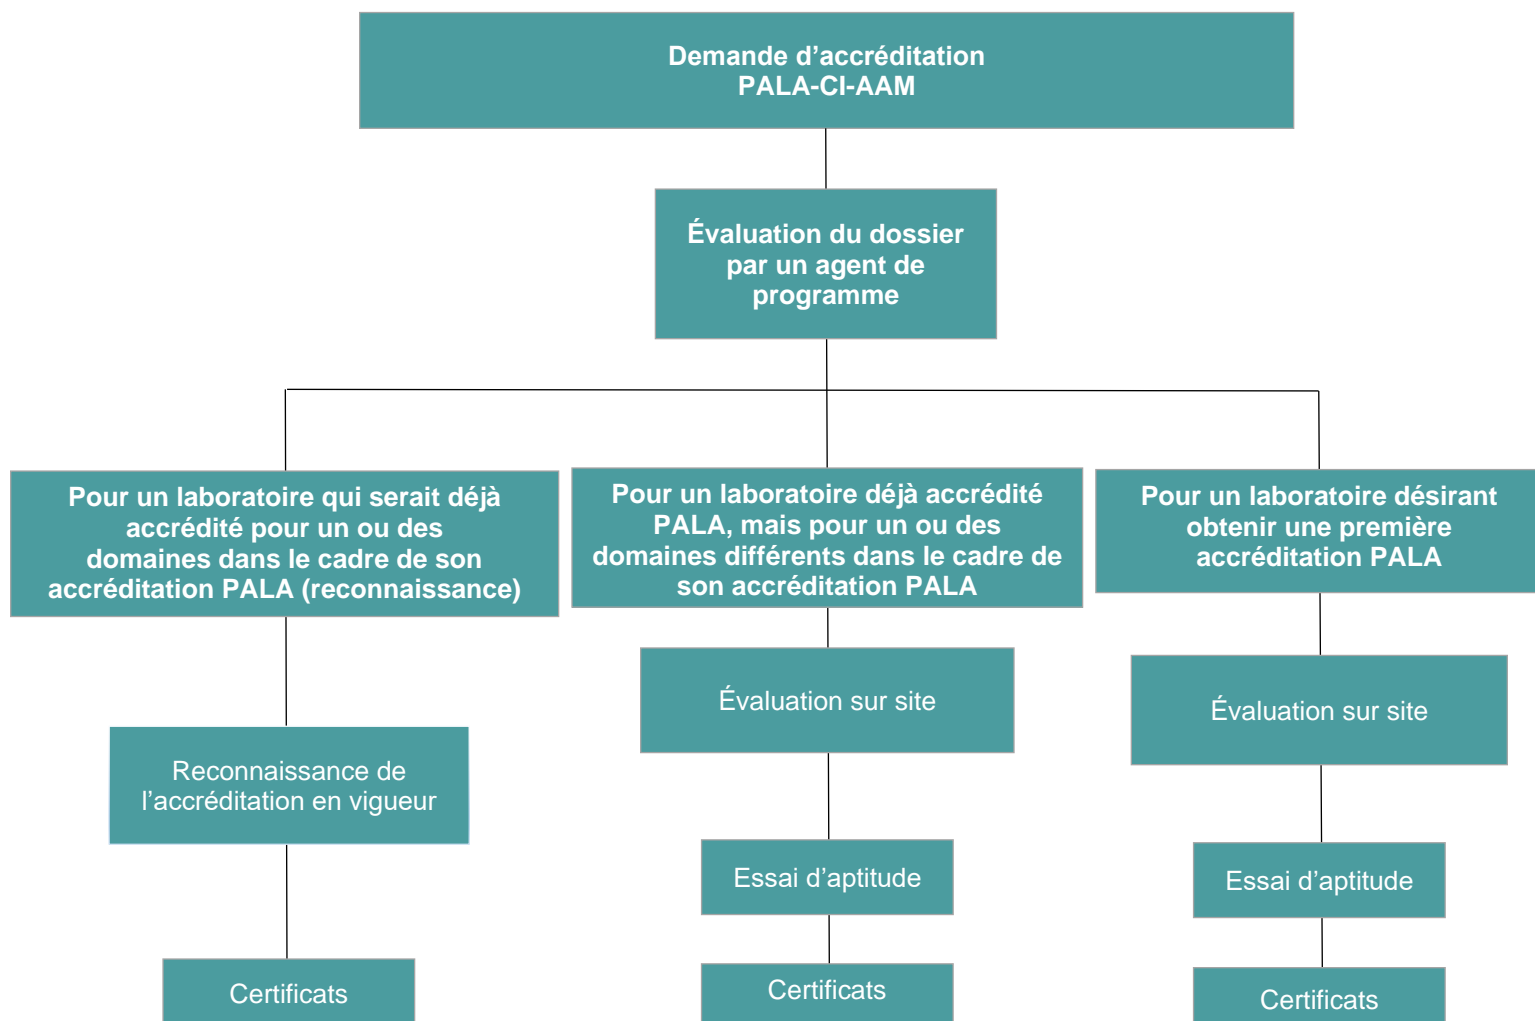 Demande d’accréditation
PALA-CI-AAM
Évaluation du dossier
par un agent de
programme
Pour un laboratoire qui serait déjà
accrédité pour un ou des
domaines dans le cadre de son
accréditation PALA (reconnaissance)
Pour un laboratoire déjà accrédité
PALA, mais pour un ou des
domaines différents dans le cadre de
son accréditation PALA
Pour un laboratoire désirant
obtenir une première
accréditation PALA
Reconnaissance de
l’accréditation en vigueur
Certificats
Évaluation sur site
Essai d’aptitude
Certificats
Évaluation sur site
Essai d’aptitude
Certificats